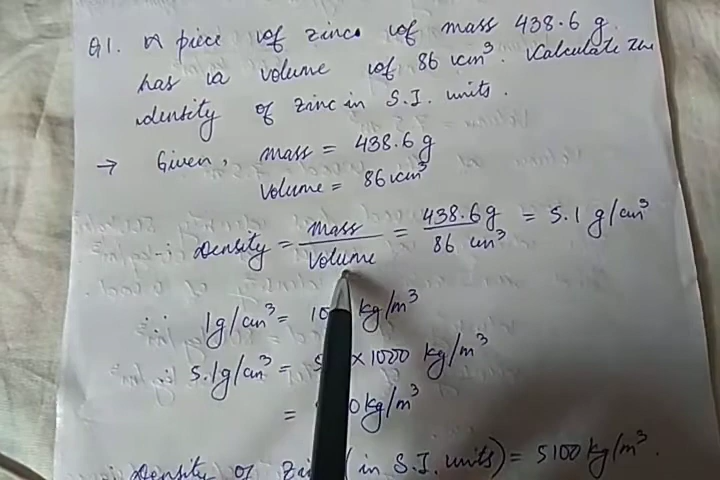 Q1. A piece of zinc of mass 438.6 g
has a volume of 86 cm³. Calculate the
density of zinc in S.I. units.
→ Given, mass = 438.6 g
Volume = 86 cm³
Density = mass/Volume = 438.6 g/86 cm³ = 5.1 g/cm³
∵ 1g/cm³ = kg/m³
∴ 5.1g/cm³ = × 1000 kg/m³
= kg/m³
Density of (in S.I. units) = 5100 kg/m³.